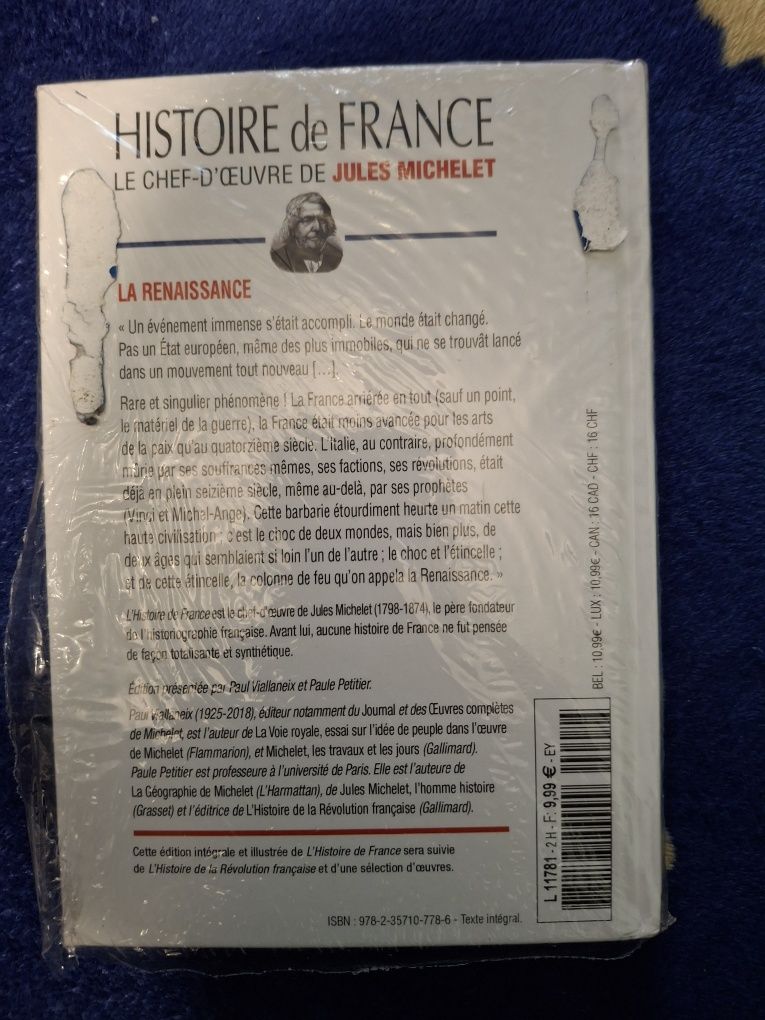 HISTOIRE de FRANCE
LE CHEF-D'ŒUVRE DE JULES MICHELET
LA RENAISSANCE
« Un événement immense s'était accompli. Le monde était changé.
Pas un État européen, même des plus immobiles, qui ne se trouvât lancé
dans un mouvement tout nouveau [...].
Rare et singulier phénomène ! La France arriérée en tout (sauf un point,
le matériel de la guerre), la France était moins avancée pour les arts
de la paix qu'au quatorzième siècle. L'Italie, au contraire, profondément
mûrie par ses souffrances mêmes, ses factions, ses révolutions, était
déjà en plein seizième siècle, même au-delà, par ses prophètes
(Vinci et Michel-Ange). Cette barbarie étourdiment heurte un matin cette
haute civilisation ; c'est le choc de deux mondes, mais bien plus, de
deux âges qui semblaient si loin l'un de l'autre ; le choc et l'étincelle ;
et de cette étincelle, la colonne de feu qu'on appela la Renaissance. »
L'Histoire de France est le chef-d'œuvre de Jules Michelet (1798-1874), le père fondateur
de l'historiographie française. Avant lui, aucune histoire de France ne fut pensée
de façon totalisante et synthétique.
Édition présentée par Paul Viallaneix et Paule Petitier.
Paul Viallaneix (1925-2018), éditeur notamment du Journal et des Œuvres complètes
de Michelet, est l'auteur de La Voie royale, essai sur l'idée de peuple dans l'œuvre
de Michelet (Flammarion), et Michelet, les travaux et les jours (Gallimard).
Paule Petitier est professeure à l'université de Paris. Elle est l'auteure de
La Géographie de Michelet (L'Harmattan), de Jules Michelet, l'homme histoire
(Grasset) et l'éditrice de L'Histoire de la Révolution française (Gallimard).
Cette édition intégrale et illustrée de L'Histoire de France sera suivie
de L'Histoire de la Révolution française et d'une sélection d'œuvres.
ISBN : 978-2-35710-778-6 - Texte intégral.
L 11781 - 2 H - F: 9,99 € - EY
BEL : 10,99€ - LUX : 10,99€ - CAN : 16 CAD - CHF : 16 CHF